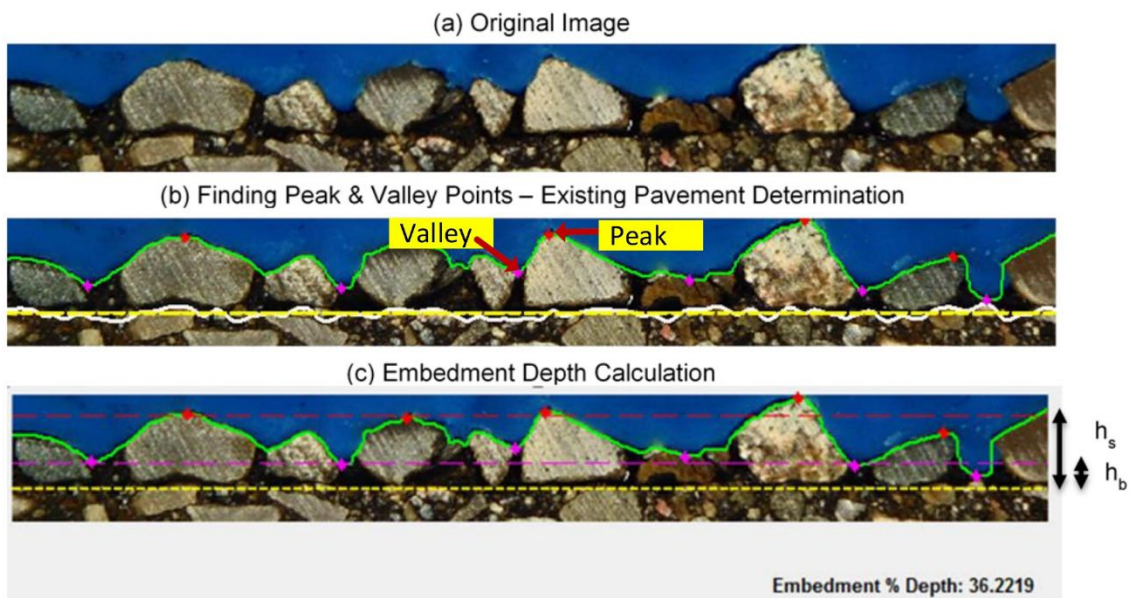 (a) Original Image
(b) Finding Peak & Valley Points – Existing Pavement Determination
Valley
Peak
(c) Embedment Depth Calculation
hs
hb
Embedment % Depth: 36.2219